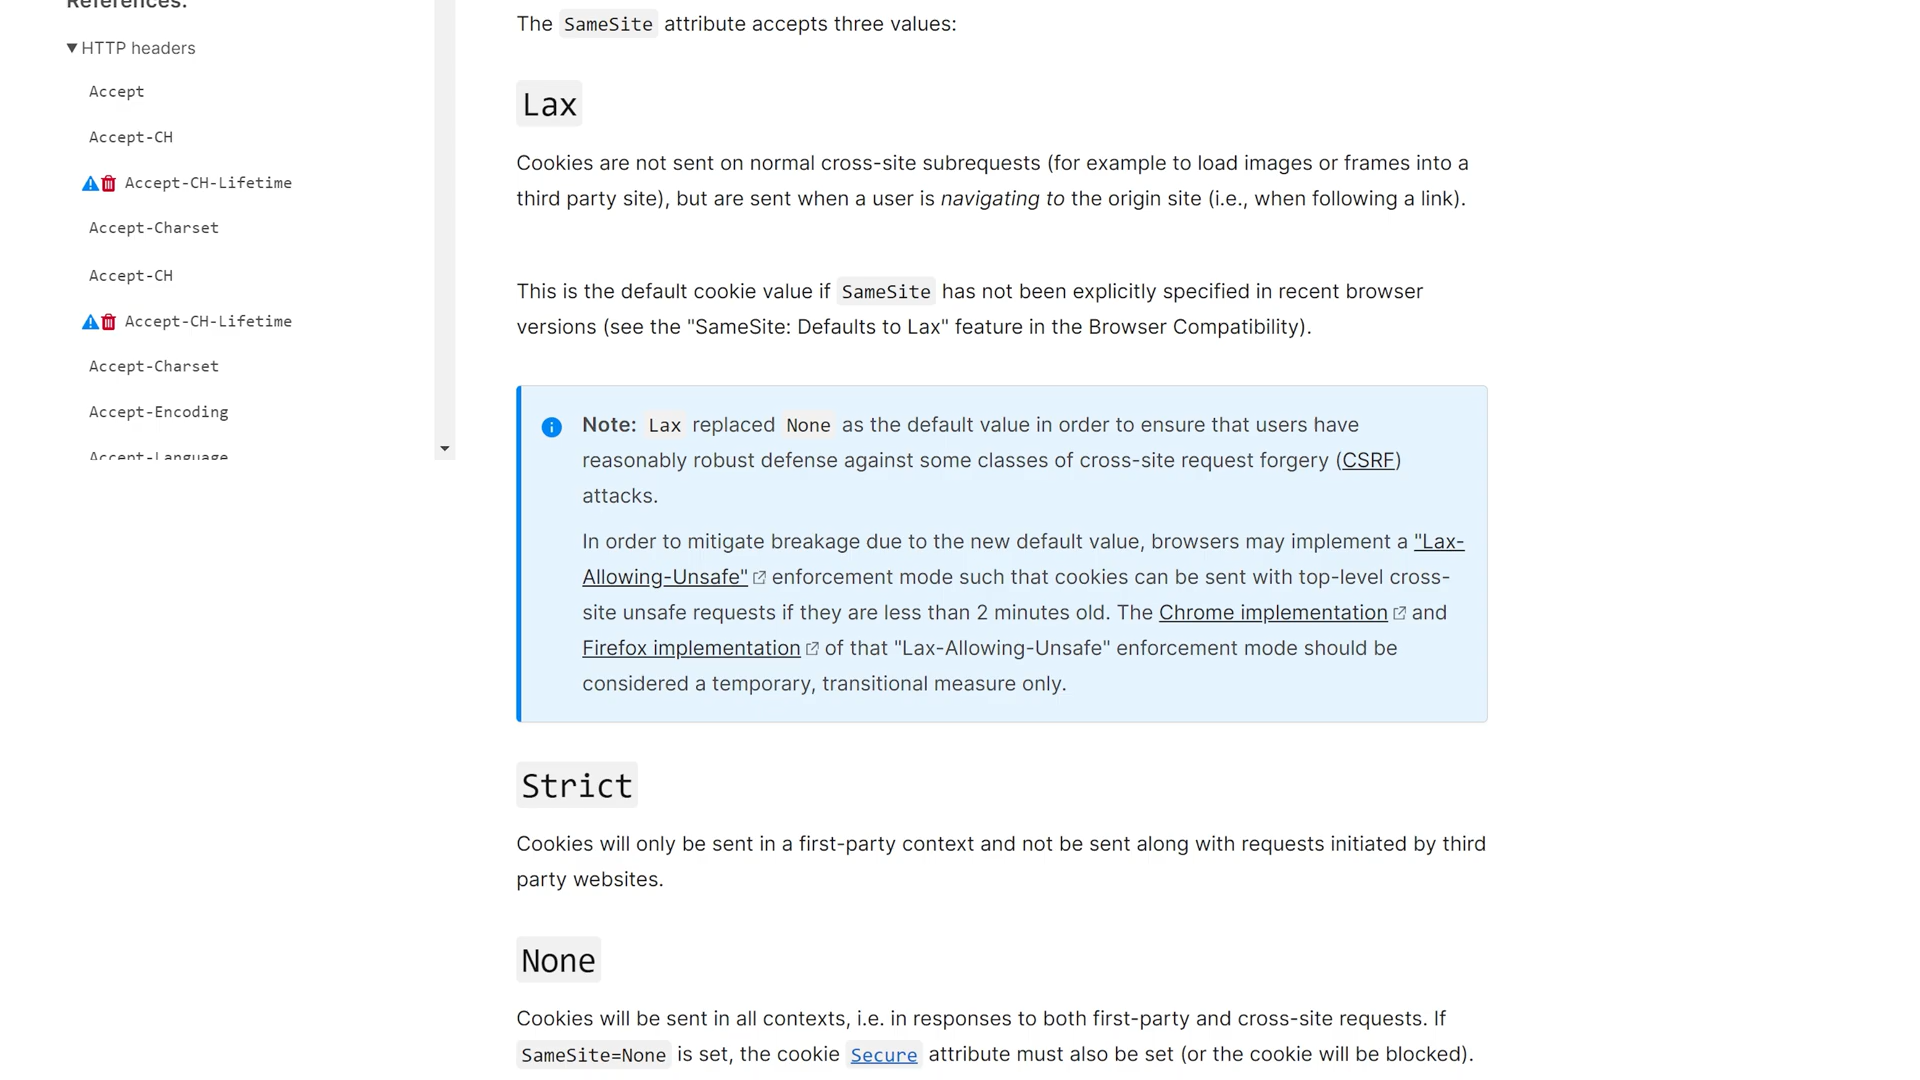 References:
HTTP headers
Accept
Accept-CH
Accept-CH-Lifetime
Accept-Charset
Accept-CH
Accept-CH-Lifetime
Accept-Charset
Accept-Encoding
Accept-Language
The SameSite attribute accepts three values:
Lax
Cookies are not sent on normal cross-site subrequests (for example to load images or frames into a
third party site), but are sent when a user is navigating to the origin site (i.e., when following a link).
This is the default cookie value if SameSite has not been explicitly specified in recent browser
versions (see the "SameSite: Defaults to Lax" feature in the Browser Compatibility).
Note: Lax replaced None as the default value in order to ensure that users have
reasonably robust defense against some classes of cross-site request forgery (CSRF)
attacks.
In order to mitigate breakage due to the new default value, browsers may implement a "Lax-
Allowing-Unsafe" enforcement mode such that cookies can be sent with top-level cross-
site unsafe requests if they are less than 2 minutes old. The Chrome implementation and
Firefox implementation of that "Lax-Allowing-Unsafe" enforcement mode should be
considered a temporary, transitional measure only.
Strict
Cookies will only be sent in a first-party context and not be sent along with requests initiated by third
party websites.
None
Cookies will be sent in all contexts, i.e. in responses to both first-party and cross-site requests. If
SameSite=None is set, the cookie Secure attribute must also be set (or the cookie will be blocked).